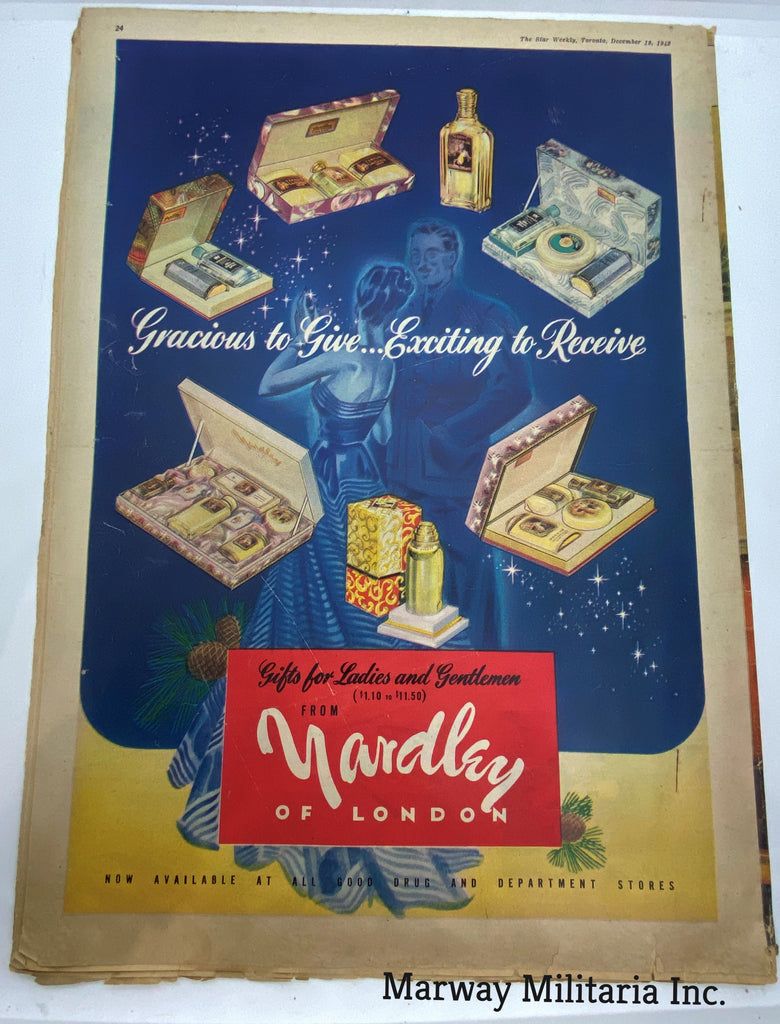 24
The Star Weekly, Toronto, December 18, 1948
Gracious to Give...Exciting to Receive
Gifts for Ladies and Gentlemen
($1.10 TO $11.50)
FROM
Yardley
OF LONDON
NOW AVAILABLE AT ALL GOOD DRUG AND DEPARTMENT STORES
Marway Militaria Inc.